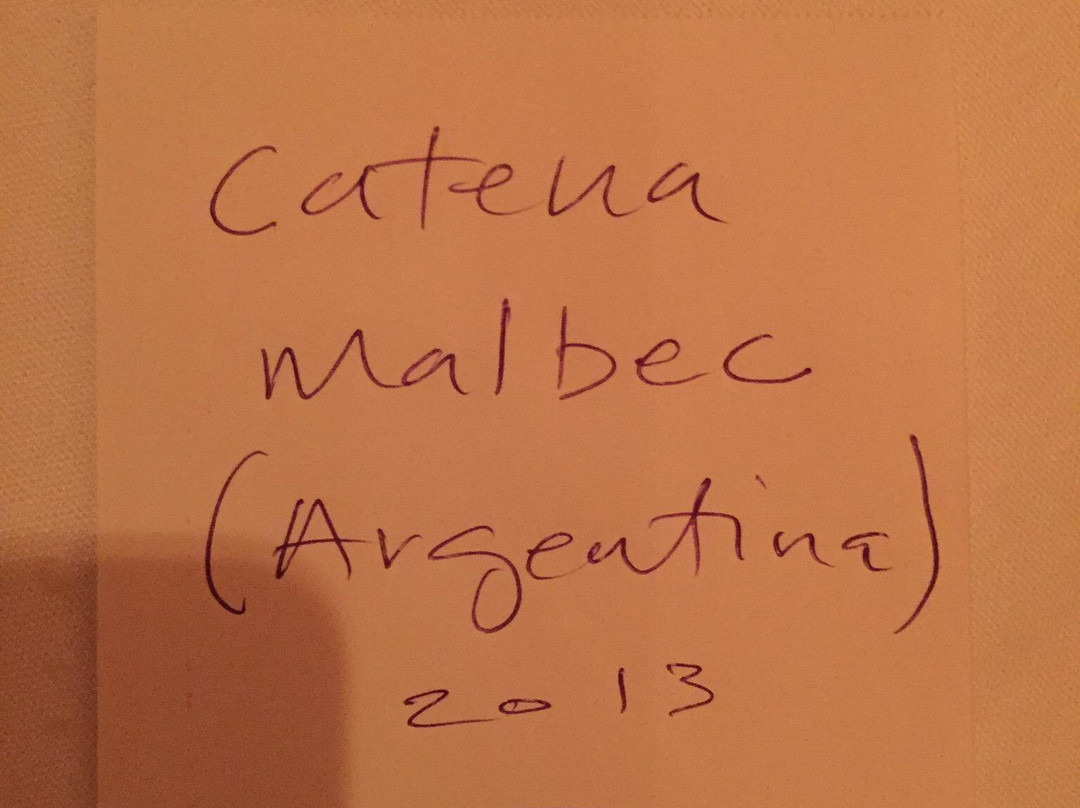 Catena
Malbec
(Argentina)
2013